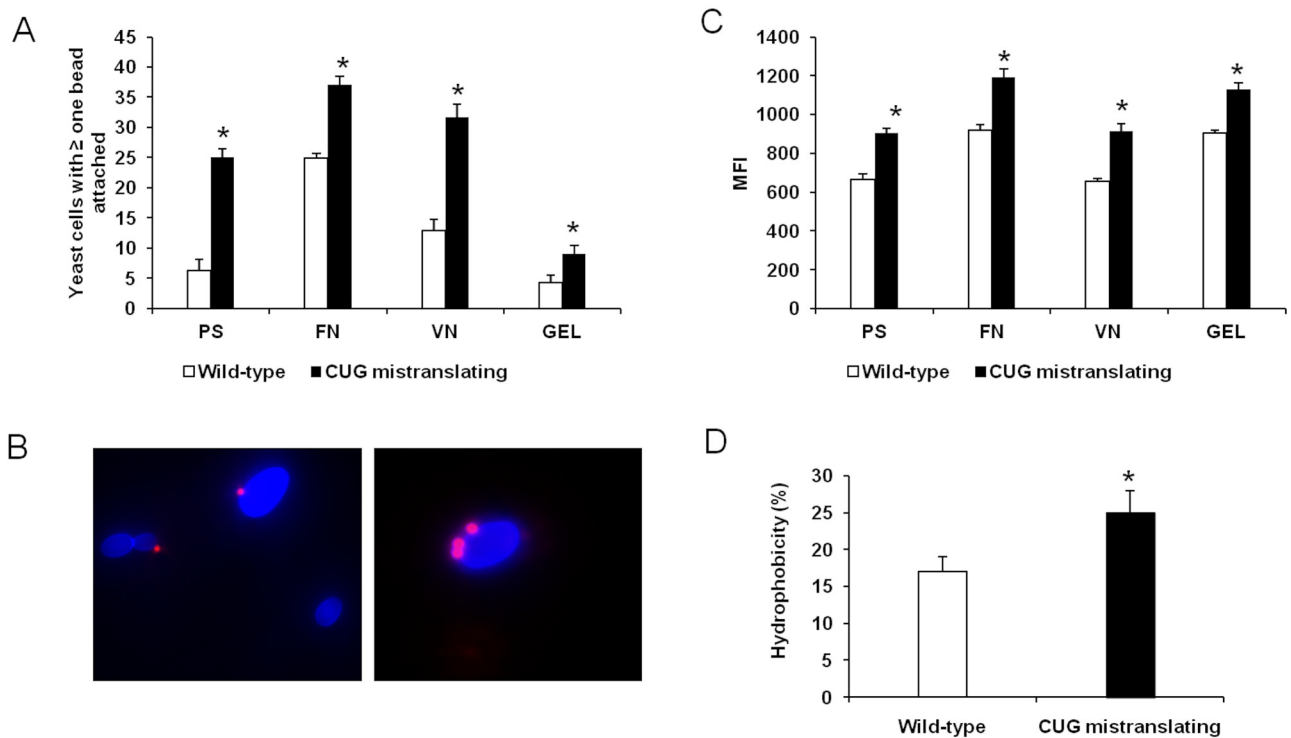 A
Yeast cells with ≥ one bead
attached
45
40
35
30
25
20
15
10
5
0
*
*
*
*
PS FN VN GEL
Wild-type CUG mistranslating
C
MFI
1400
1200
1000
800
600
400
200
0
*
*
*
*
PS FN VN GEL
Wild-type CUG mistranslating
B
D
Hydrophobicity (%)
30
25
20
15
10
5
0
*
Wild-type CUG mistranslating